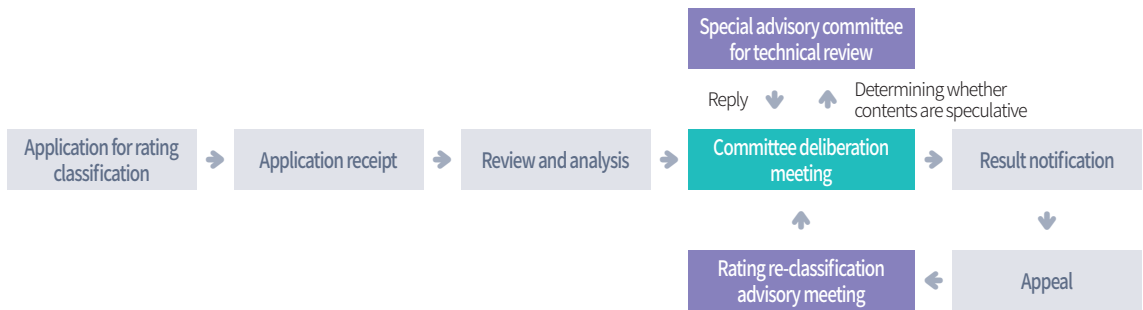 Special advisory committee
for technical review
Reply
Determining whether
contents are speculative
Application for rating
classification
Application receipt
Review and analysis
Committee deliberation
meeting
Result notification
Rating re-classification
advisory meeting
Appeal